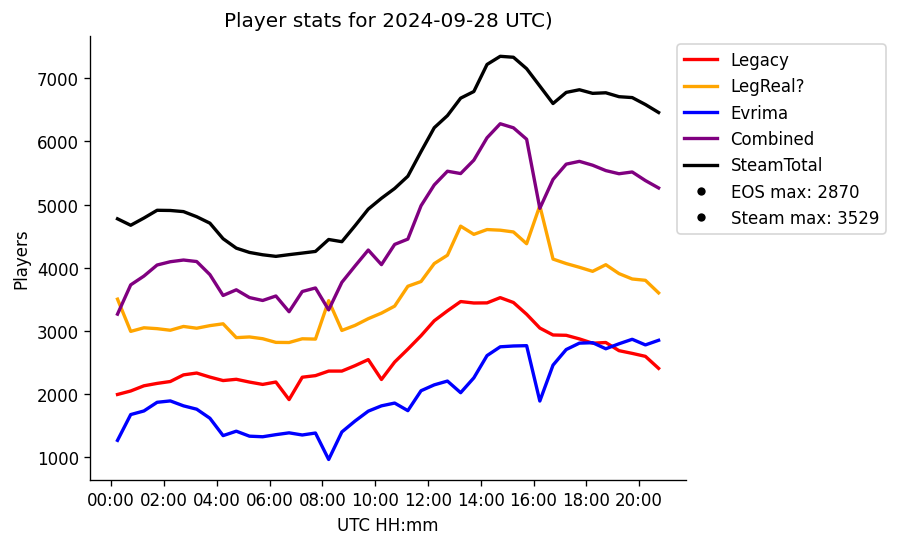 Player stats for 2024-09-28 UTC)
Players
7000
6000
5000
4000
3000
2000
1000
00:00 02:00 04:00 06:00 08:00 10:00 12:00 14:00 16:00 18:00 20:00
UTC HH:mm
Legacy
LegReal?
Evrima
Combined
SteamTotal
EOS max: 2870
Steam max: 3529